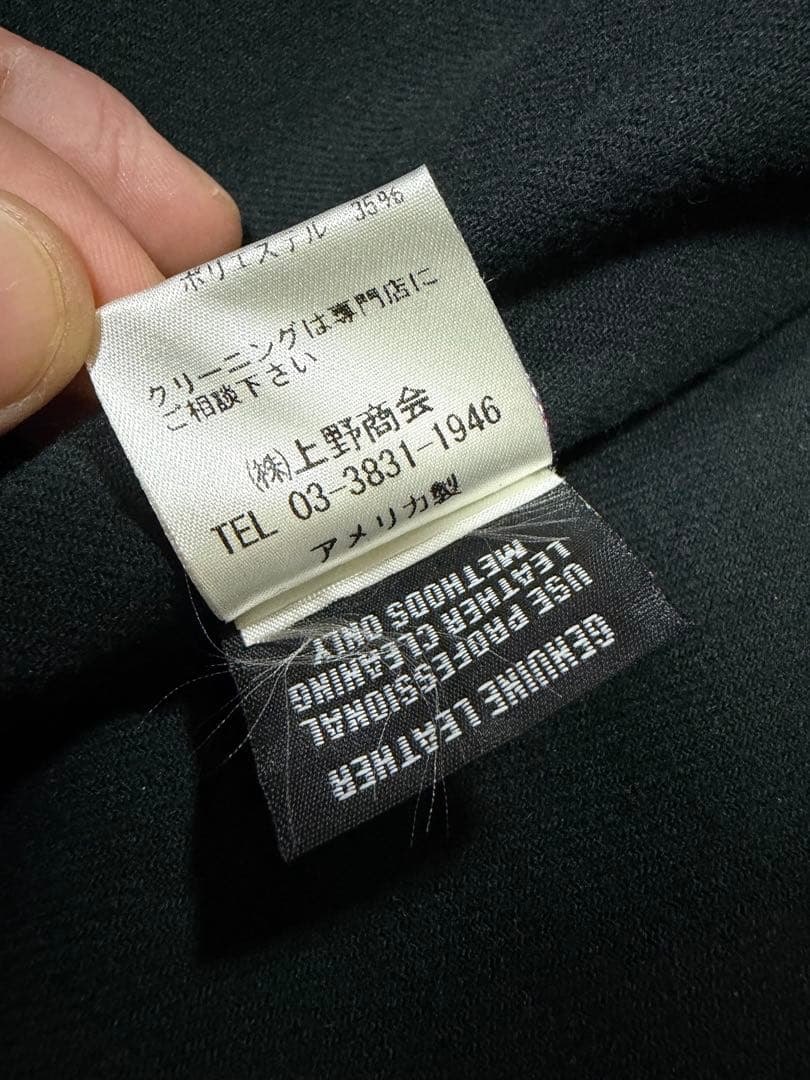 ポリエステル 35%
クリーニングは専門店に
ご相談下さい
(株)上野商会
TEL 03-3831-1946
アメリカ製
GENUINE LEATHER
USE PROFESSIONAL
LEATHER CLEANING
METHODS ONLY